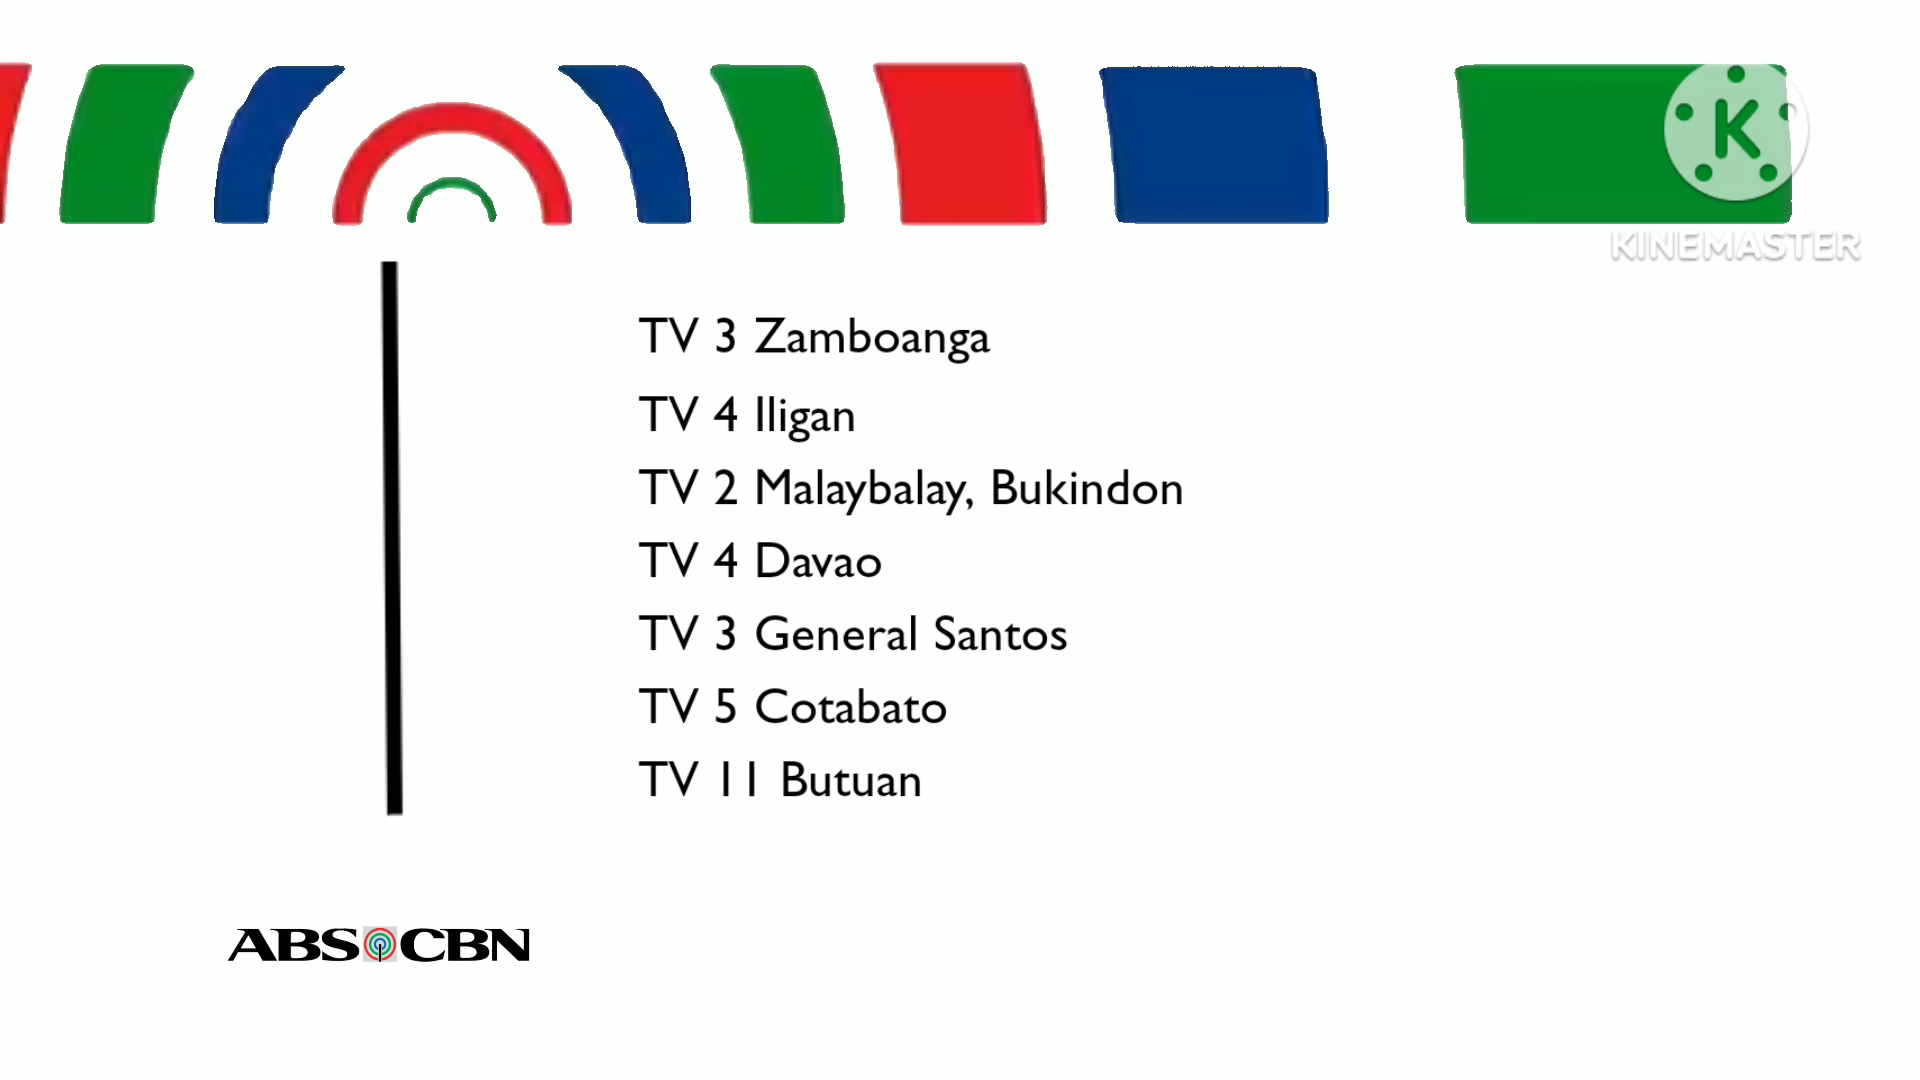 K
KINEMASTER
TV 3 Zamboanga
TV 4 Iligan
TV 2 Malaybalay, Bukindon
TV 4 Davao
TV 3 General Santos
TV 5 Cotabato
TV 11 Butuan
ABS CBN